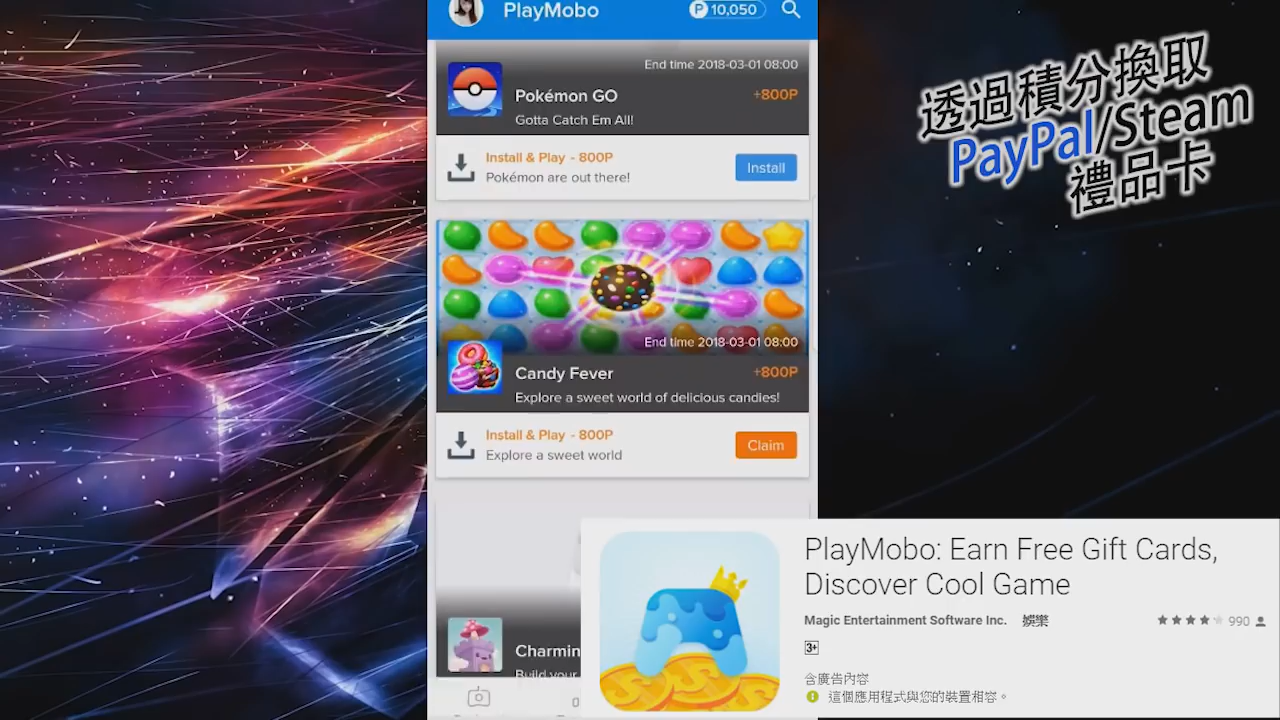 PlayMobo
P 10,050
End time 2018-03-01 08:00
Pokémon GO
+800P
Gotta Catch Em All!
Install & Play - 800P
Pokémon are out there!
Install
End time 2018-03-01 08:00
Candy Fever
+800P
Explore a sweet world of delicious candies!
Install & Play - 800P
Explore a sweet world
Claim
Charmin
Build your
透過積分換取
PayPal/Steam
禮品卡
PlayMobo: Earn Free Gift Cards,
Discover Cool Game
Magic Entertainment Software Inc. 娛樂
990
3+
含廣告內容
這個應用程式與您的裝置相容。